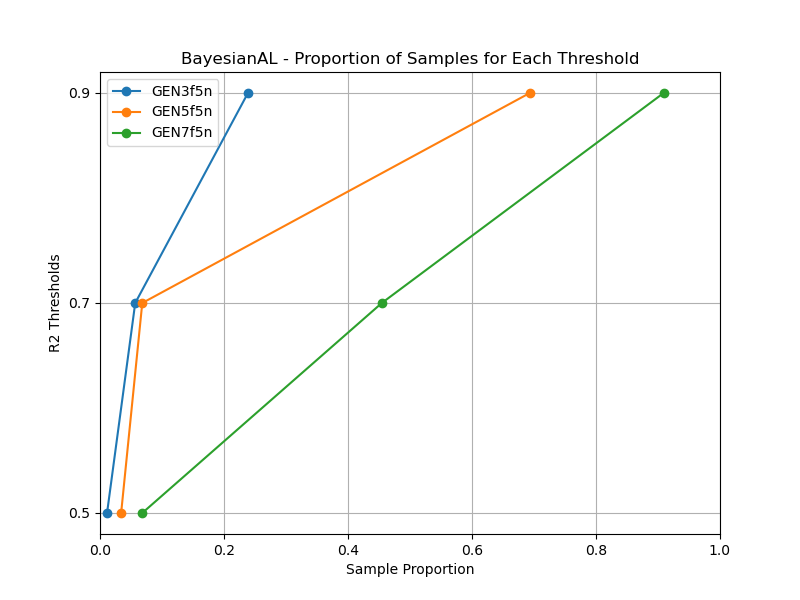 BayesianAL - Proportion of Samples for Each Threshold
GEN3f5n
GEN5f5n
GEN7f5n
R2 Thresholds
0.9
0.7
0.5
0.0 0.2 0.4 0.6 0.8 1.0
Sample Proportion